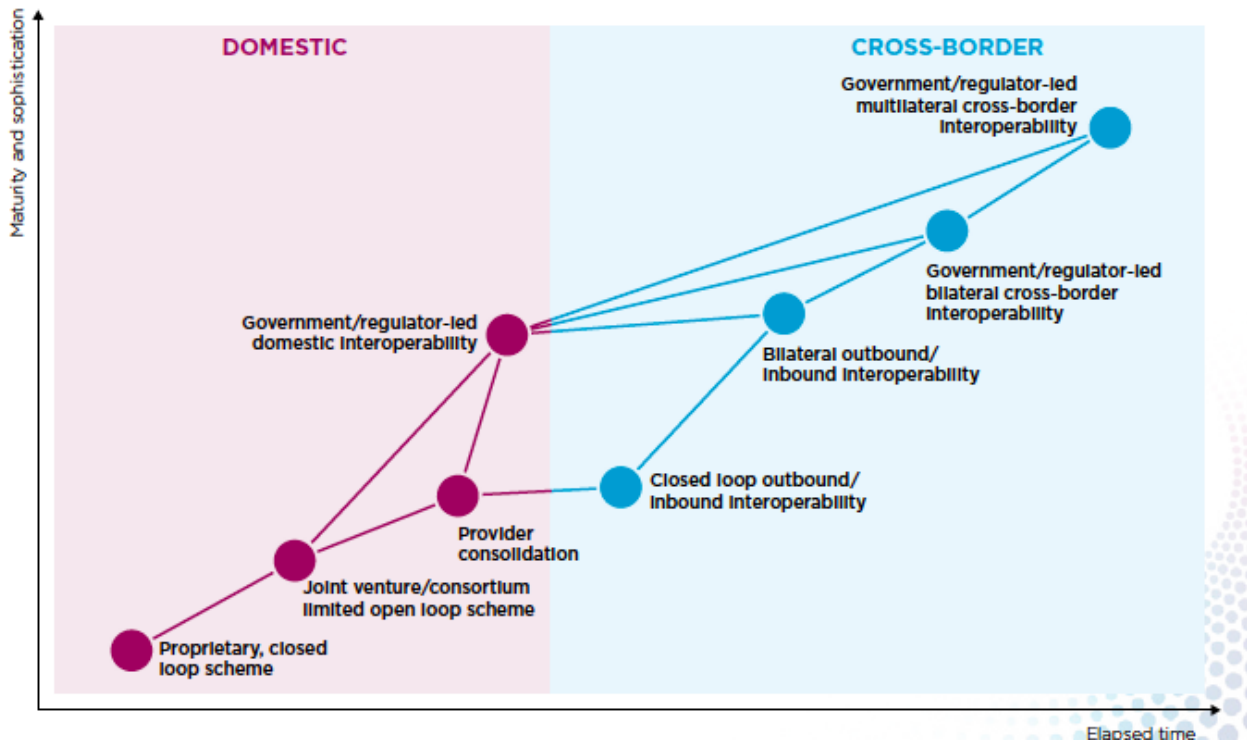 Maturity and sophistication
DOMESTIC
CROSS-BORDER
Government/regulator-led
multilateral cross-border
interoperability
Government/regulator-led
bilateral cross-border
interoperability
Government/regulator-led
domestic interoperability
Bilateral outbound/
inbound interoperability
Closed loop outbound/
inbound interoperability
Provider
consolidation
Joint venture/consortium
limited open loop scheme
Proprietary, closed
loop scheme
Elapsed time